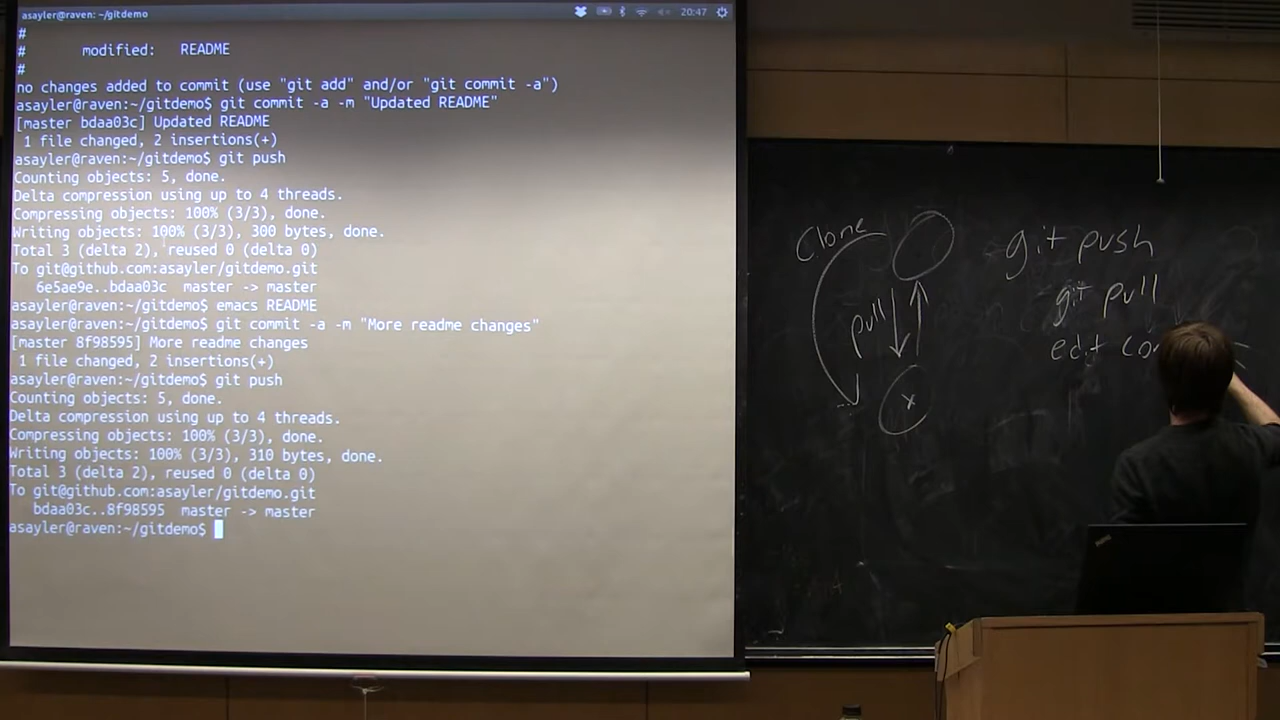 asayler@raven: ~/gitdemo
20:47
#
#       modified:   README
#
no changes added to commit (use "git add" and/or "git commit -a")
asayler@raven:~/gitdemo$ git commit -a -m "Updated README"
[master bdaa03c] Updated README
 1 file changed, 2 insertions(+)
asayler@raven:~/gitdemo$ git push
Counting objects: 5, done.
Delta compression using up to 4 threads.
Compressing objects: 100% (3/3), done.
Writing objects: 100% (3/3), 300 bytes, done.
Total 3 (delta 2), reused 0 (delta 0)
To git@github.com:asayler/gitdemo.git
   6e5ae9e..bdaa03c  master -> master
asayler@raven:~/gitdemo$ emacs README
asayler@raven:~/gitdemo$ git commit -a -m "More readme changes"
[master 8f98595] More readme changes
 1 file changed, 2 insertions(+)
asayler@raven:~/gitdemo$ git push
Counting objects: 5, done.
Delta compression using up to 4 threads.
Compressing objects: 100% (3/3), done.
Writing objects: 100% (3/3), 310 bytes, done.
Total 3 (delta 2), reused 0 (delta 0)
To git@github.com:asayler/gitdemo.git
   bdaa03c..8f98595  master -> master
asayler@raven:~/gitdemo$
Clone
pull
x
git push
git pull
edit